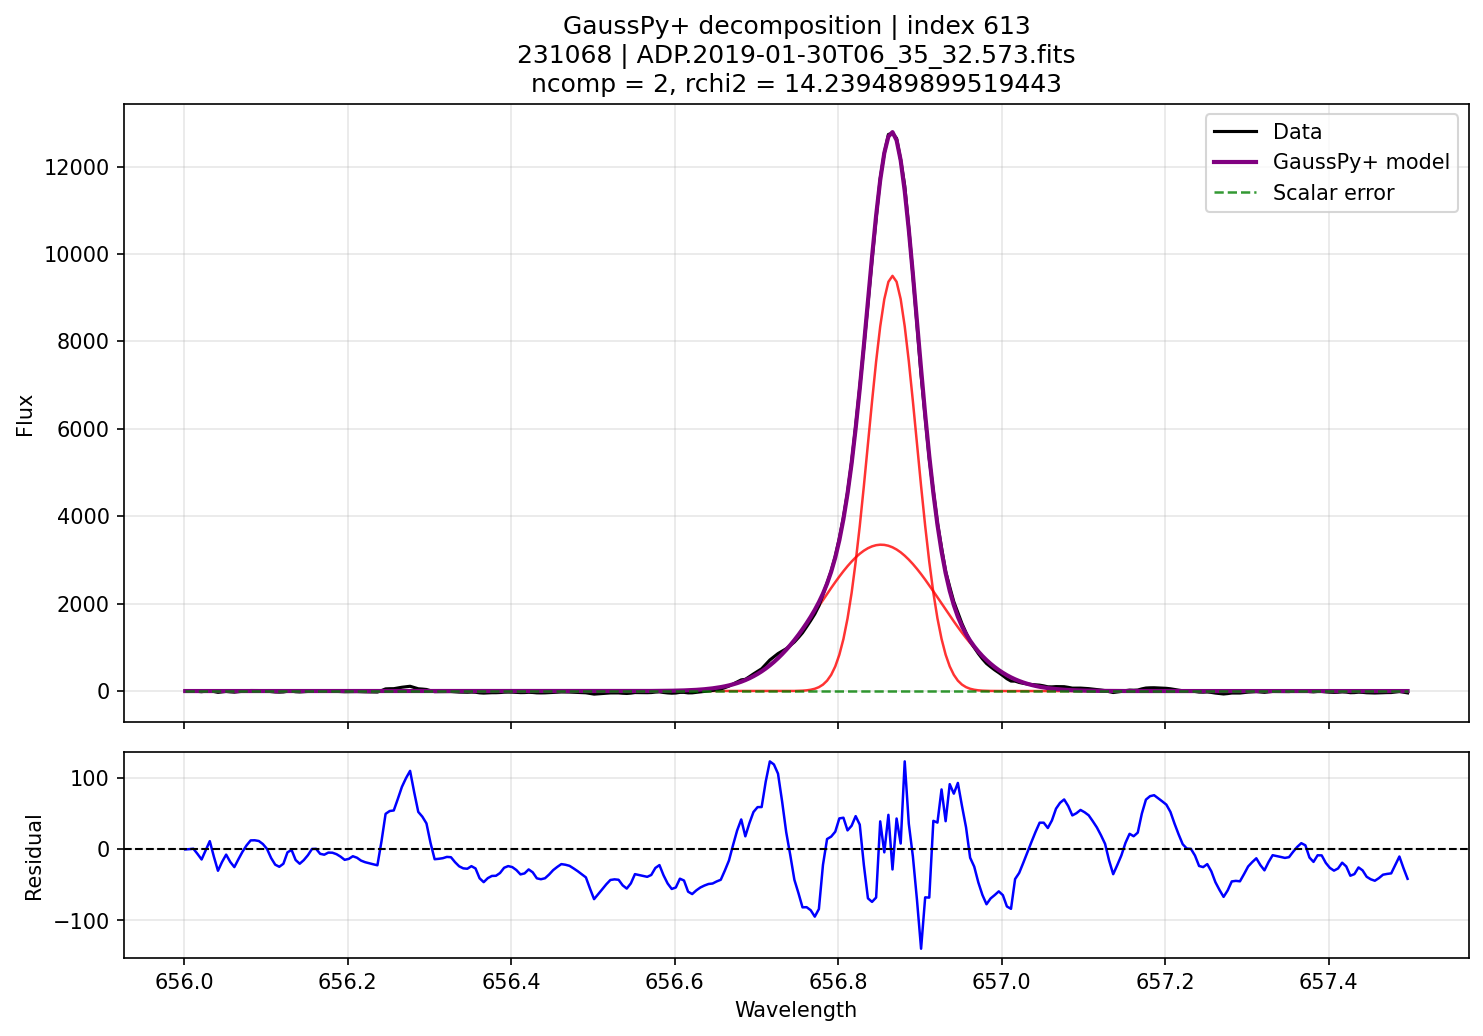 GaussPy+ decomposition | index 613
231068 | ADP.2019-01-30T06_35_32.573.fits
ncomp = 2, rchi2 = 14.239489899519443
Data
GaussPy+ model
Scalar error
12000
10000
8000
6000
4000
2000
0
Flux
100
0
−100
Residual
656.0
656.2
656.4
656.6
656.8
657.0
657.2
657.4
Wavelength